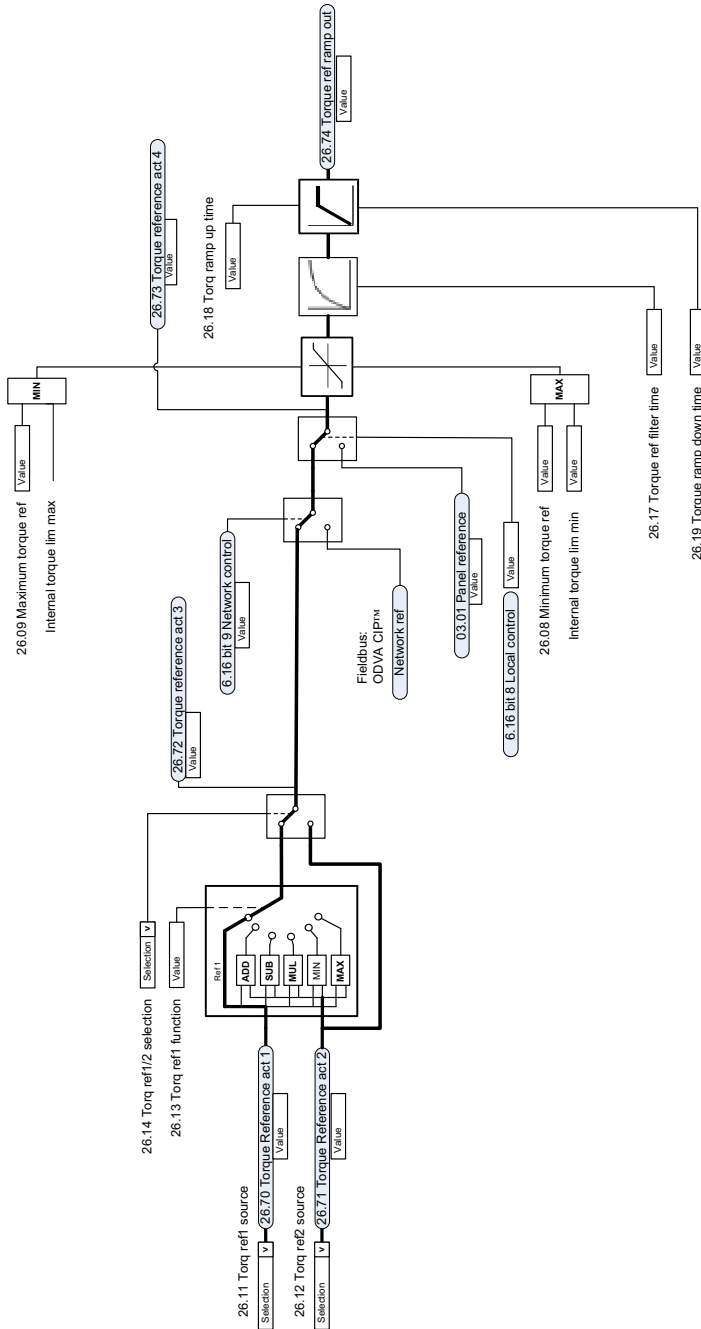 26.11 Torq ref1 source
Selection v
26.70 Torque Reference act 1
Value
26.12 Torq ref2 source
Selection v
26.71 Torque Reference act 2
Value
26.14 Torq ref1/2 selection
Selection v
26.13 Torq ref1 function
Value
Ref1
ADD
SUB
MUL
MIN
MAX
26.72 Torque reference act 3
Value
6.16 bit 9 Network control
Value
Fieldbus:
ODVA CIP™
Network ref
03.01 Panel reference
Value
6.16 bit 8 Local control
Value
26.73 Torque reference act 4
Value
26.09 Maximum torque ref
Value
Internal torque lim max
MIN
26.08 Minimum torque ref
Value
Internal torque lim min
Value
MAX
26.18 Torq ramp up time
Value
26.17 Torque ref filter time
Value
26.19 Torque ramp down time
Value
26.74 Torque ref ramp out
Value